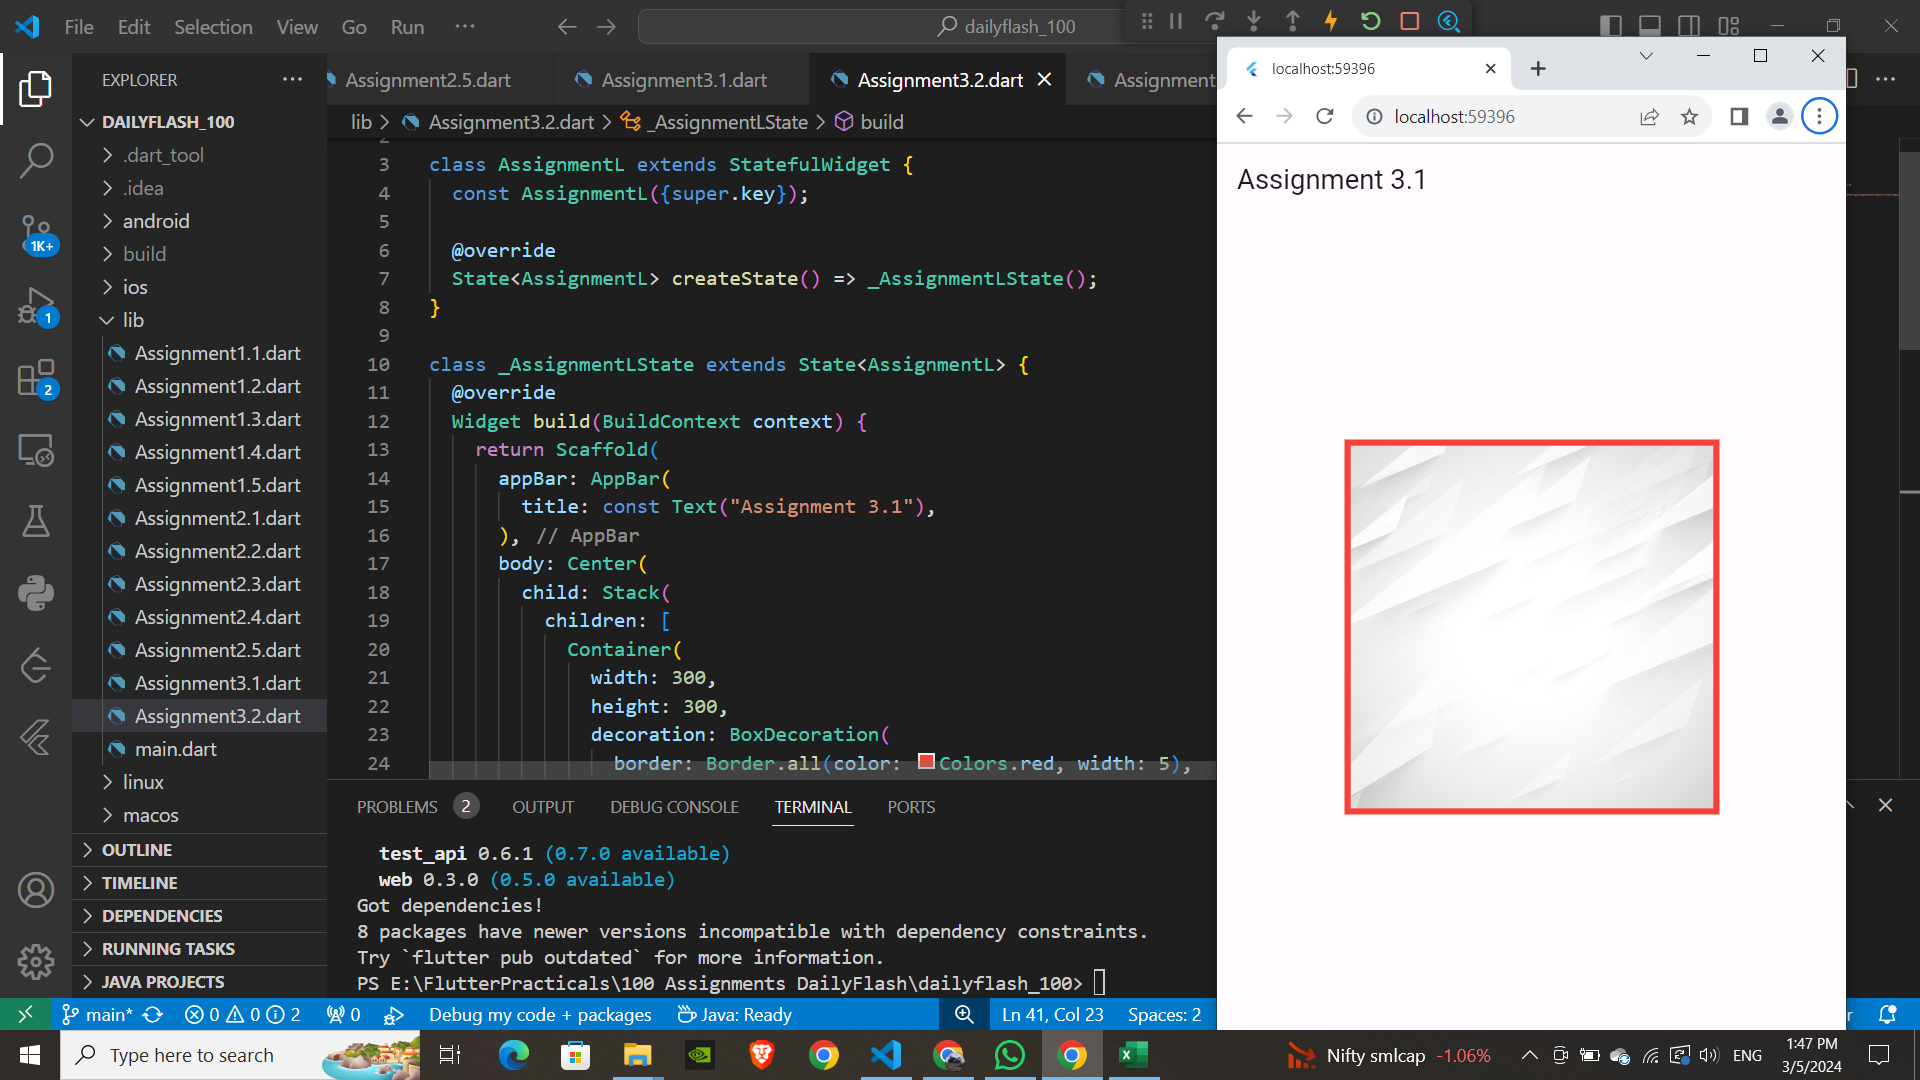 File Edit Selection View Go Run ···
dailyflash_100
EXPLORER
Assignment2.5.dart
Assignment3.1.dart
Assignment3.2.dart
Assignment
DAILYFLASH_100
.dart_tool
.idea
android
build
ios
lib
Assignment1.1.dart
Assignment1.2.dart
Assignment1.3.dart
Assignment1.4.dart
Assignment1.5.dart
Assignment2.1.dart
Assignment2.2.dart
Assignment2.3.dart
Assignment2.4.dart
Assignment2.5.dart
Assignment3.1.dart
Assignment3.2.dart
main.dart
linux
macos
OUTLINE
TIMELINE
DEPENDENCIES
RUNNING TASKS
JAVA PROJECTS
1K+
1
2
lib > Assignment3.2.dart > _AssignmentLState > build
2
3 class AssignmentL extends StatefulWidget {
4 const AssignmentL({super.key});
5
6 @override
7 State<AssignmentL> createState() => _AssignmentLState();
8 }
9
10 class _AssignmentLState extends State<AssignmentL> {
11 @override
12 Widget build(BuildContext context) {
13 return Scaffold(
14 appBar: AppBar(
15 title: const Text("Assignment 3.1"),
16 ), // AppBar
17 body: Center(
18 child: Stack(
19 children: [
20 Container(
21 width: 300,
22 height: 300,
23 decoration: BoxDecoration(
24 border: Border.all(color: Colors.red, width: 5),
PROBLEMS 2 OUTPUT DEBUG CONSOLE TERMINAL PORTS
test_api 0.6.1 (0.7.0 available)
web 0.3.0 (0.5.0 available)
Got dependencies!
8 packages have newer versions incompatible with dependency constraints.
Try `flutter pub outdated` for more information.
PS E:\FlutterPracticals\100 Assignments DailyFlash\dailyflash_100>
localhost:59396
localhost:59396
Assignment 3.1
main* 0 0 2 0 Debug my code + packages Java: Ready Ln 41, Col 23 Spaces: 2
Type here to search
Nifty smlcap -1.06%
ENG
1:47 PM
3/5/2024